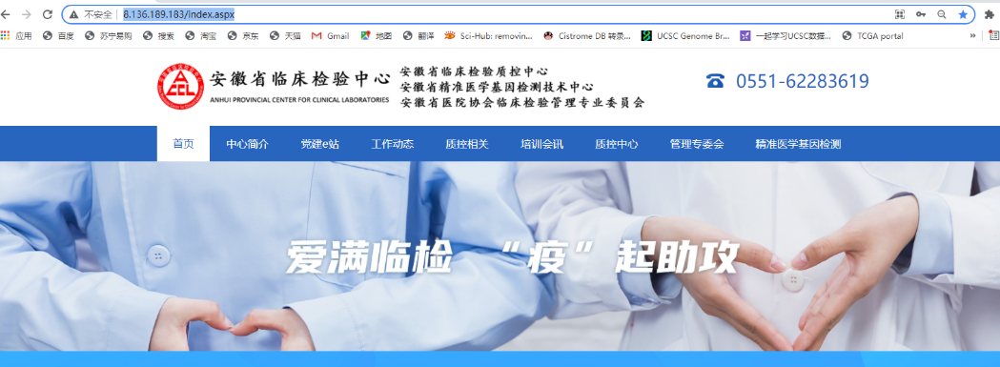 不安全 8.136.189.183/index.aspx
应用 百度 苏宁易购 搜索 淘宝 京东 天猫 Gmail 地图 翻译 Sci-Hub: removin... Cistrome DB 转录... UCSC Genome Br... 一起学习UCSC数据... TCGA portal »
安徽省临床检验中心
ANHUI PROVINCIAL CENTER FOR CLINICAL LABORATORIES
安徽省临床检验质控中心
安徽省精准医学基因检测技术中心
安徽省医院协会临床检验管理专业委员会
0551-62283619
首页 中心简介 党建e站 工作动态 质控相关 培训会讯 质控中心 管理专委会 精准医学基因检测
爱满临检 “疫”起助攻